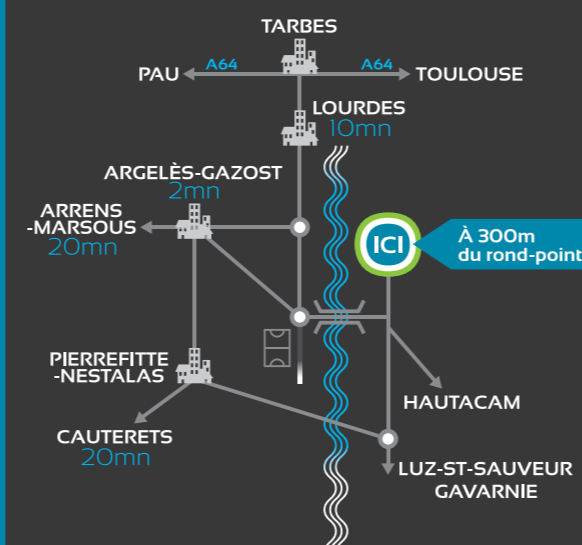 TARBES
PAU
A64
A64
TOULOUSE
LOURDES
10mn
ARGELÈS-GAZOST
2mn
ARRENS
-MARSOUS
20mn
ICI
À 300m
du rond-point
PIERREFITTE
-NESTALAS
HAUTACAM
CAUTERETS
20mn
LUZ-ST-SAUVEUR
GAVARNIE